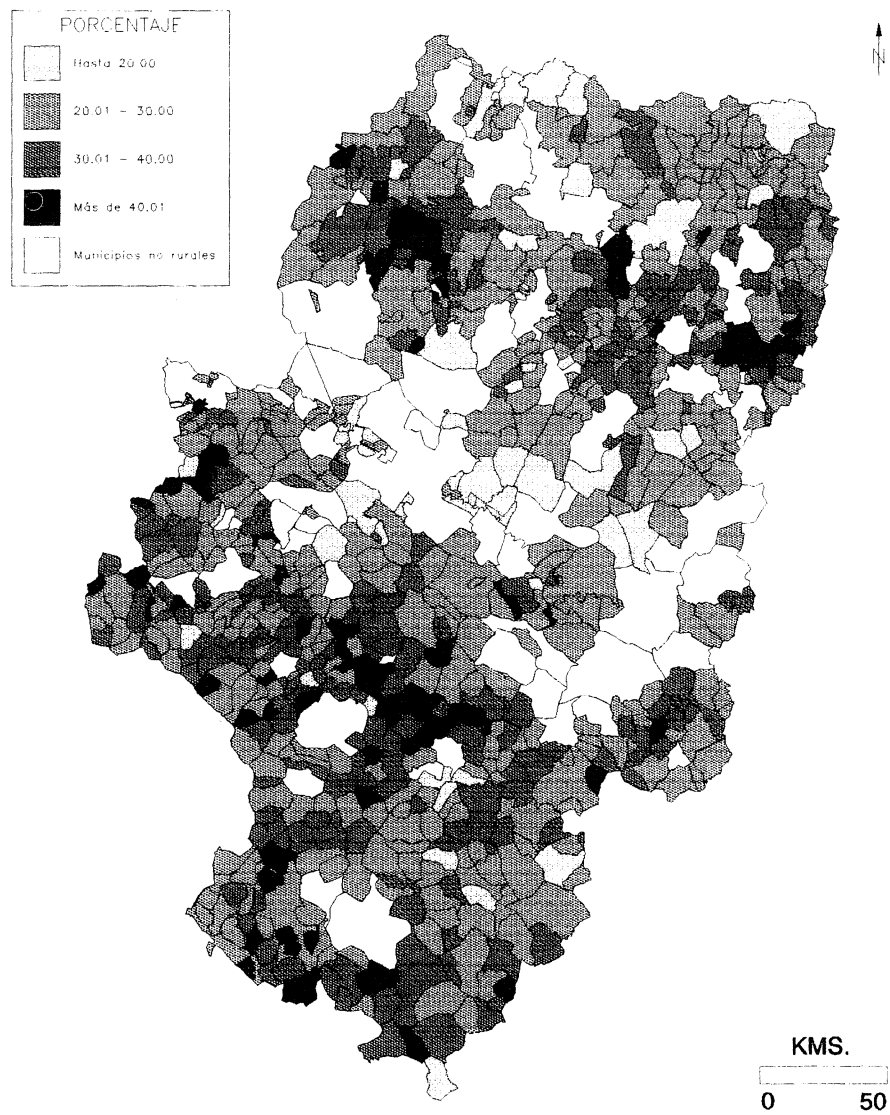 PORCENTAJE
Hasta 20.00
20.01 - 30.00
30.01 - 40.00
Más de 40.01
Municipios no rurales
N
KMS.
0 50